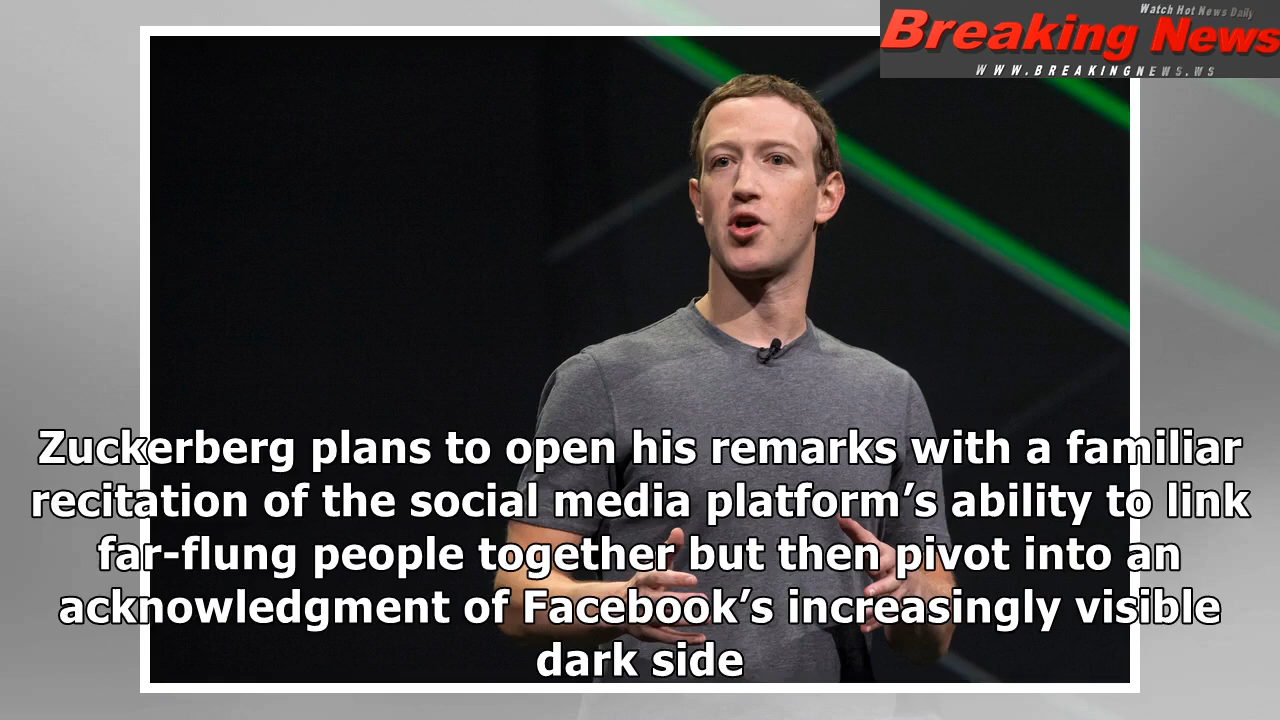 Watch Hot News Daily
Breaking News
WWW.BREAKINGNEWS.WS
Zuckerberg plans to open his remarks with a familiar
recitation of the social media platform’s ability to link
far-flung people together but then pivot into an
acknowledgment of Facebook’s increasingly visible
dark side